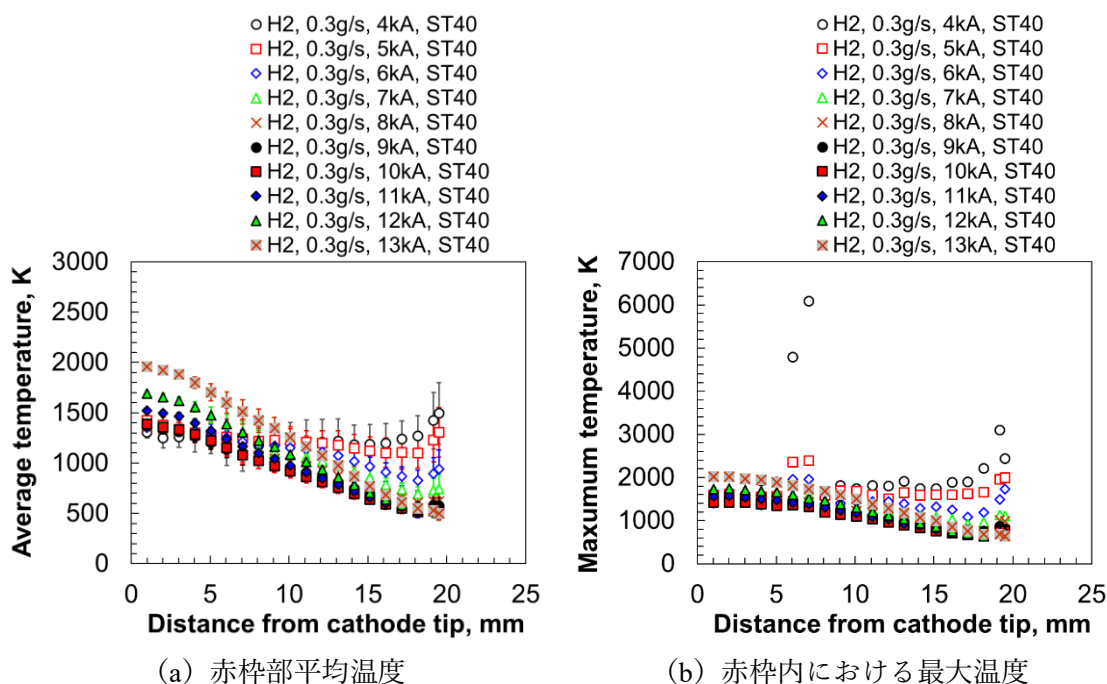 H2, 0.3g/s, 4kA, ST40
H2, 0.3g/s, 5kA, ST40
H2, 0.3g/s, 6kA, ST40
H2, 0.3g/s, 7kA, ST40
H2, 0.3g/s, 8kA, ST40
H2, 0.3g/s, 9kA, ST40
H2, 0.3g/s, 10kA, ST40
H2, 0.3g/s, 11kA, ST40
H2, 0.3g/s, 12kA, ST40
H2, 0.3g/s, 13kA, ST40
3000
2500
2000
1500
1000
500
0
Average temperature, K
0 5 10 15 20 25
Distance from cathode tip, mm
(a) 赤枠部平均温度
H2, 0.3g/s, 4kA, ST40
H2, 0.3g/s, 5kA, ST40
H2, 0.3g/s, 6kA, ST40
H2, 0.3g/s, 7kA, ST40
H2, 0.3g/s, 8kA, ST40
H2, 0.3g/s, 9kA, ST40
H2, 0.3g/s, 10kA, ST40
H2, 0.3g/s, 11kA, ST40
H2, 0.3g/s, 12kA, ST40
H2, 0.3g/s, 13kA, ST40
7000
6000
5000
4000
3000
2000
1000
0
Maxumum temperature, K
0 5 10 15 20 25
Distance from cathode tip, mm
(b) 赤枠内における最大温度